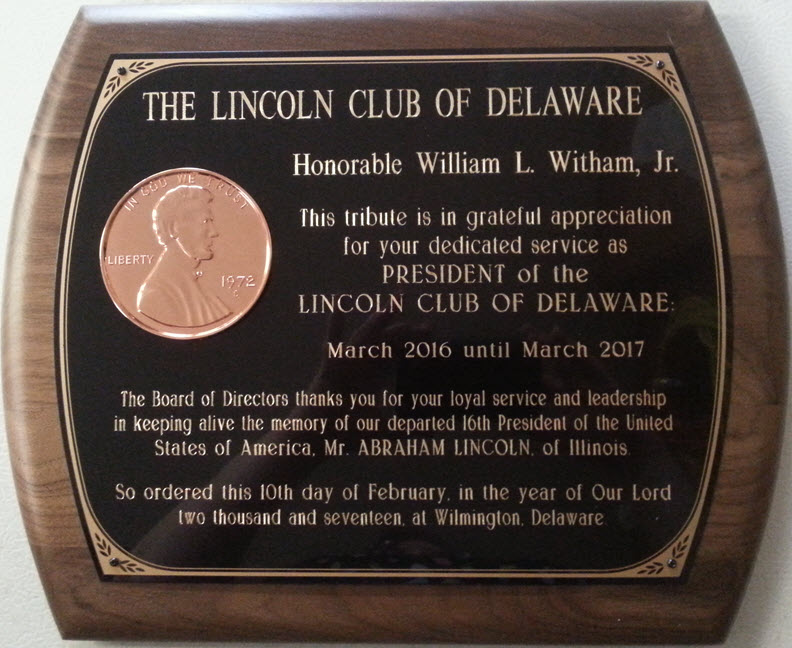 THE LINCOLN CLUB OF DELAWARE
Honorable William L. Witham, Jr.
IN GOD WE TRUST
LIBERTY
1972
S
This tribute is in grateful appreciation
for your dedicated service as
PRESIDENT of the
LINCOLN CLUB OF DELAWARE:
March 2016 until March 2017
The Board of Directors thanks you for your loyal service and leadership
in keeping alive the memory of our departed 16th President of the United
States of America, Mr. ABRAHAM LINCOLN, of Illinois.
So ordered this 10th day of February, in the year of Our Lord
two thousand and seventeen, at Wilmington, Delaware.